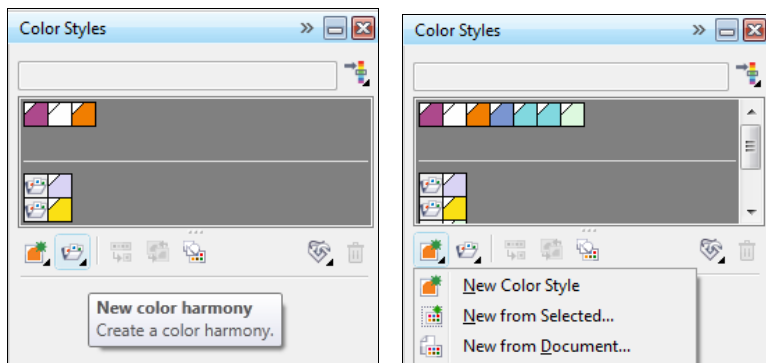 Color Styles
New color harmony
Create a color harmony.
Color Styles
New Color Style
New from Selected...
New from Document...